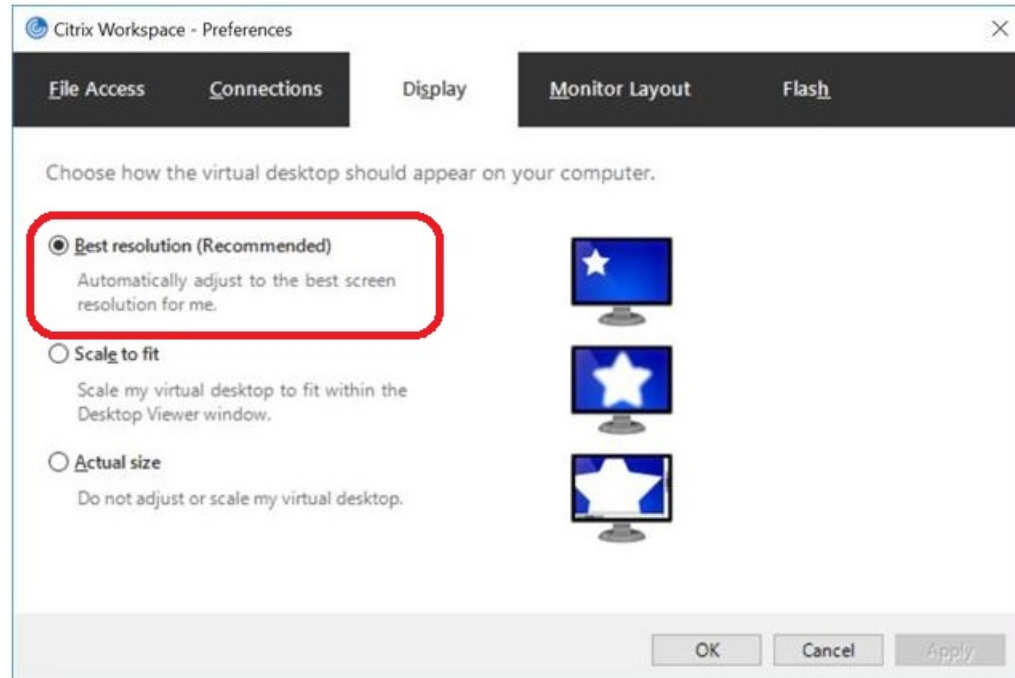 Citrix Workspace - Preferences
File Access Connections Display Monitor Layout Flash
Choose how the virtual desktop should appear on your computer.
Best resolution (Recommended)
Automatically adjust to the best screen
resolution for me.
Scale to fit
Scale my virtual desktop to fit within the
Desktop Viewer window.
Actual size
Do not adjust or scale my virtual desktop.
OK Cancel Apply